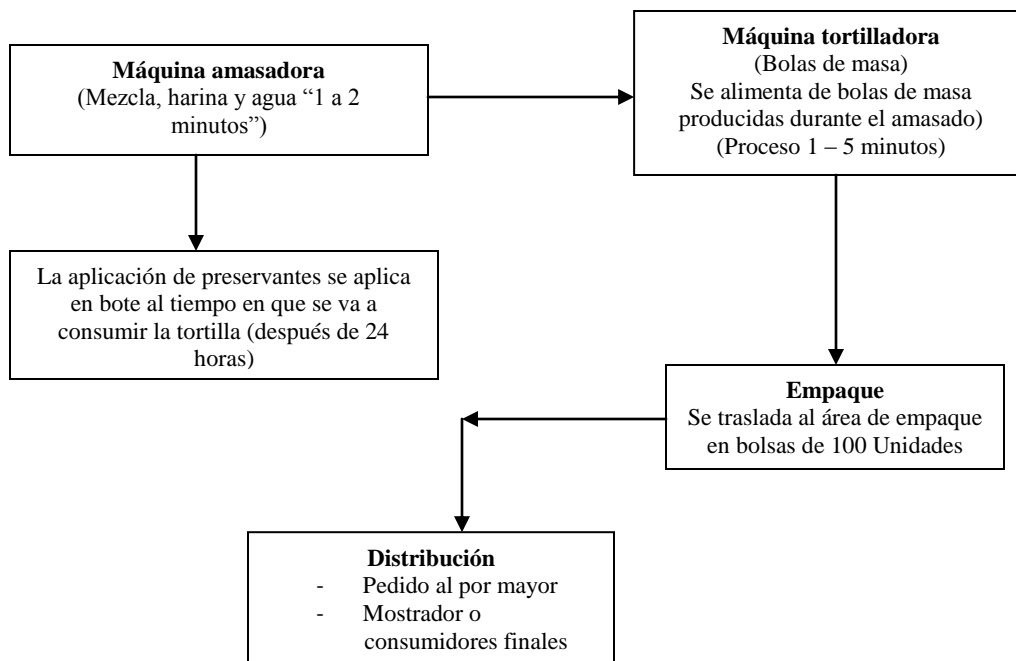 Máquina amasadora
(Mezcla, harina y agua “1 a 2
minutos”)
Máquina tortilladora
(Bolas de masa)
Se alimenta de bolas de masa
producidas durante el amasado)
(Proceso 1 – 5 minutos)
La aplicación de preservantes se aplica
en bote al tiempo en que se va a
consumir la tortilla (después de 24
horas)
Empaque
Se traslada al área de empaque
en bolsas de 100 Unidades
Distribución
- Pedido al por mayor
- Mostrador o
consumidores finales